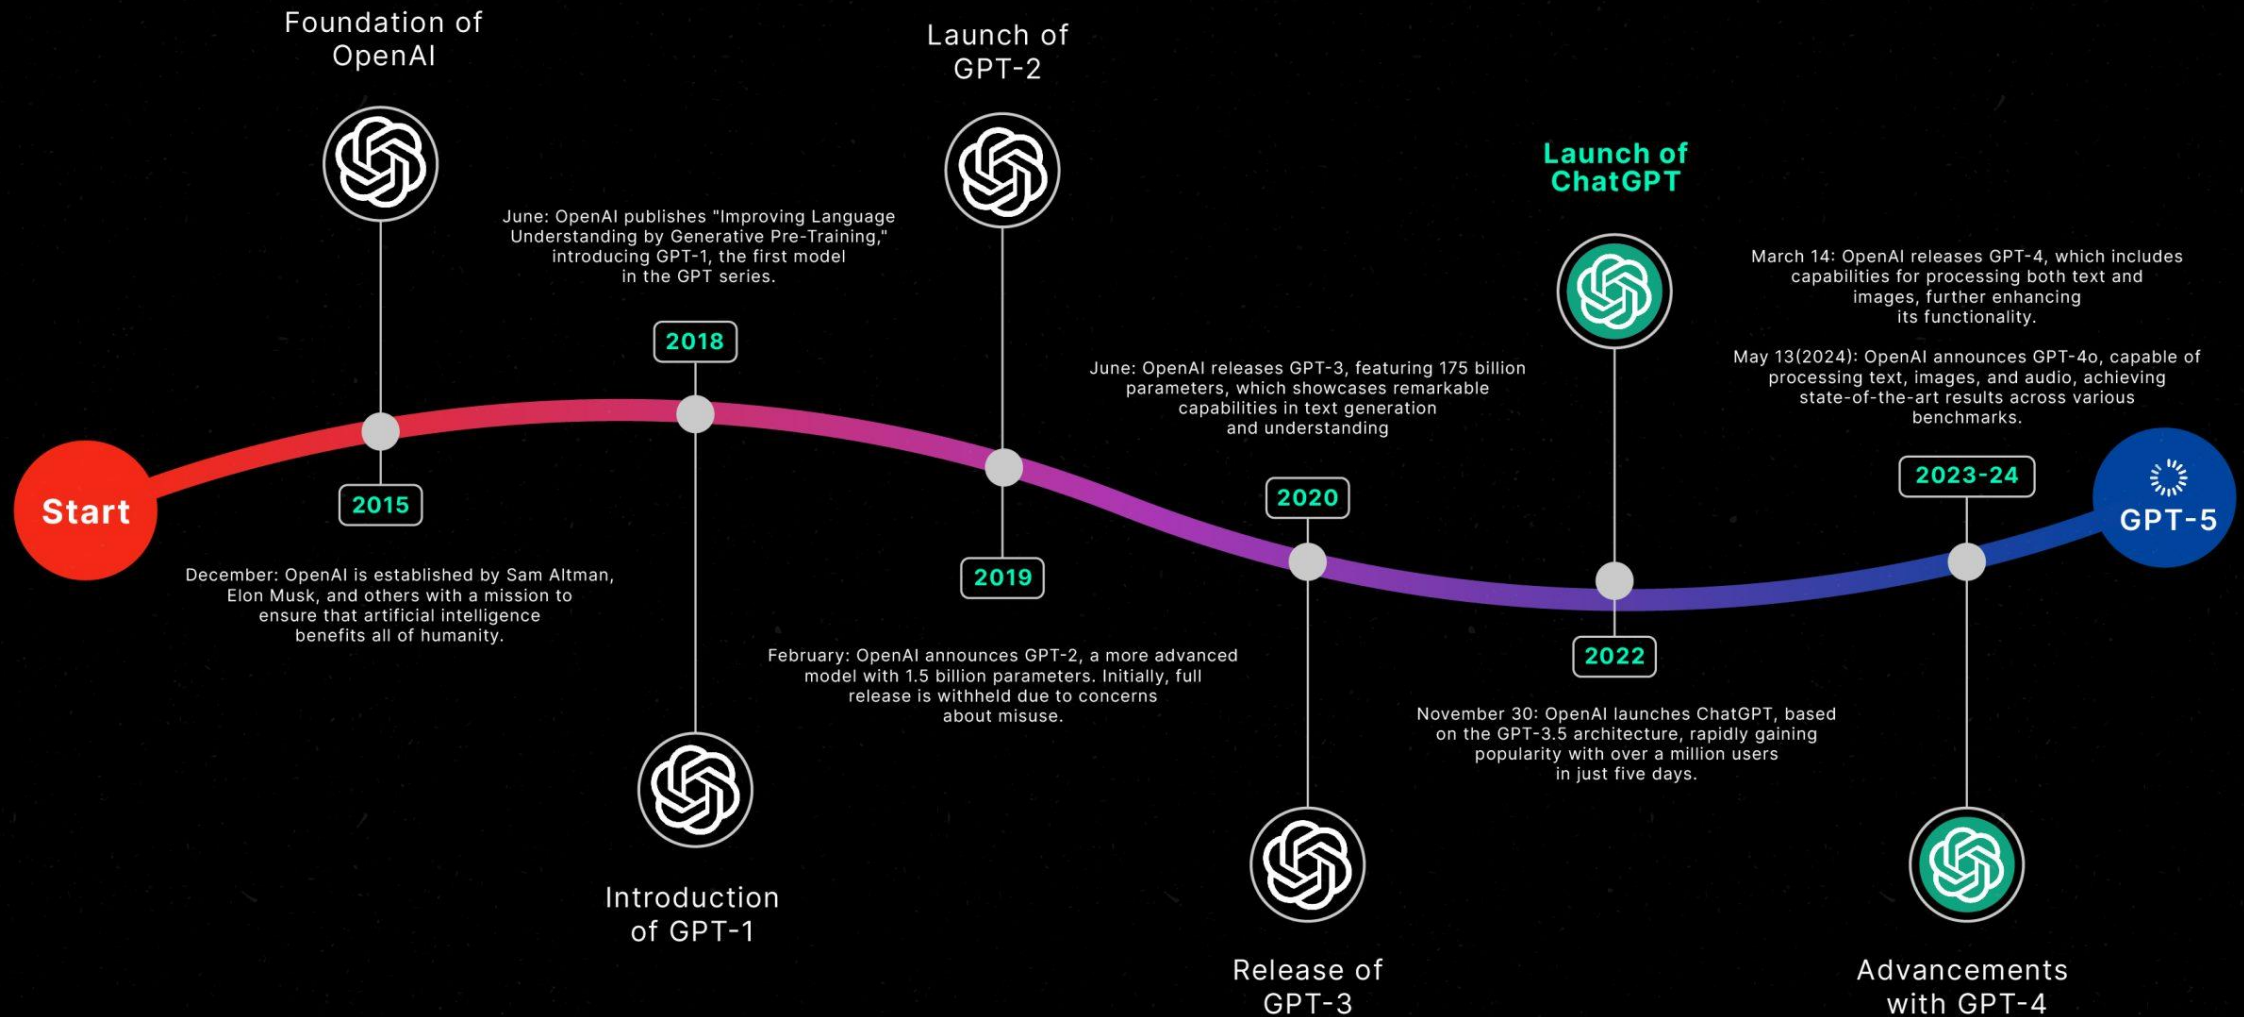 Start
Foundation of
OpenAI
2015
December: OpenAI is established by Sam Altman,
Elon Musk, and others with a mission to
ensure that artificial intelligence
benefits all of humanity.
June: OpenAI publishes "Improving Language
Understanding by Generative Pre-Training,"
introducing GPT-1, the first model
in the GPT series.
2018
Introduction
of GPT-1
Launch of
GPT-2
2019
February: OpenAI announces GPT-2, a more advanced
model with 1.5 billion parameters. Initially, full
release is withheld due to concerns
about misuse.
June: OpenAI releases GPT-3, featuring 175 billion
parameters, which showcases remarkable
capabilities in text generation
and understanding
2020
Release of
GPT-3
Launch of
ChatGPT
2022
November 30: OpenAI launches ChatGPT, based
on the GPT-3.5 architecture, rapidly gaining
popularity with over a million users
in just five days.
March 14: OpenAI releases GPT-4, which includes
capabilities for processing both text and
images, further enhancing
its functionality.
May 13(2024): OpenAI announces GPT-4o, capable of
processing text, images, and audio, achieving
state-of-the-art results across various
benchmarks.
2023-24
Advancements
with GPT-4
GPT-5